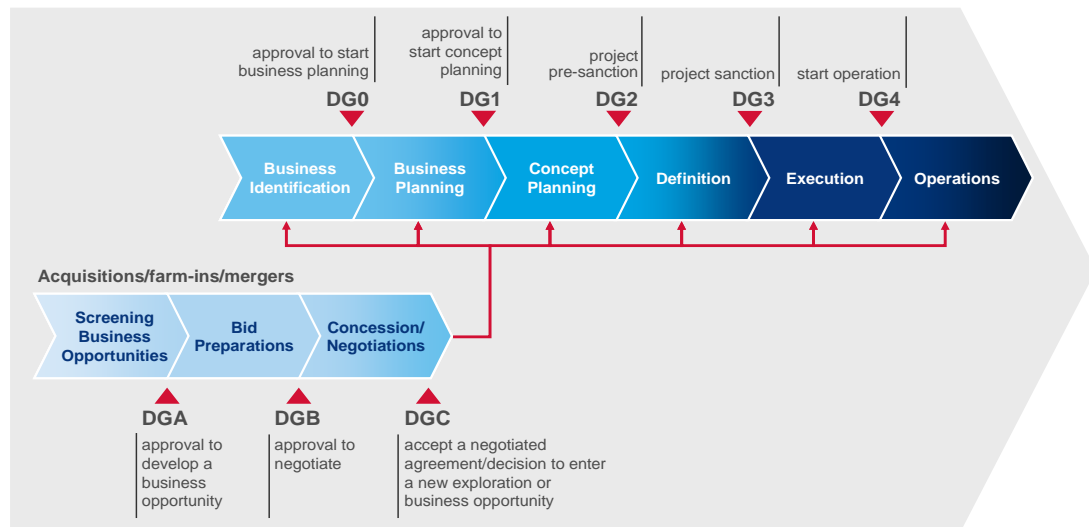 approval to start
business planning
DG0
approval to
start concept
planning
DG1
project
pre-sanction
DG2
project sanction
DG3
start operation
DG4
Business
Identification
Business
Planning
Concept
Planning
Definition
Execution
Operations
Acquisitions/farm-ins/mergers
Screening
Business
Opportunities
Bid
Preparations
Concession/
Negotiations
DGA
approval to
develop a
business
opportunity
DGB
approval to
negotiate
DGC
accept a negotiated
agreement/decision to enter
a new exploration or
business opportunity